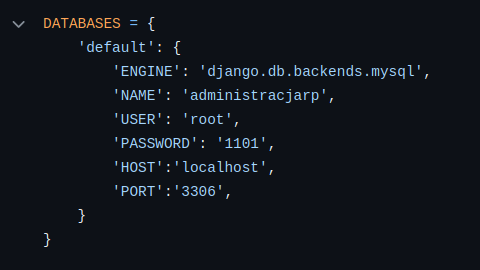 DATABASES = {
    'default': {
        'ENGINE': 'django.db.backends.mysql',
        'NAME': 'administracjarp',
        'USER': 'root',
        'PASSWORD': '1101',
        'HOST':'localhost',
        'PORT':'3306',
    }
}